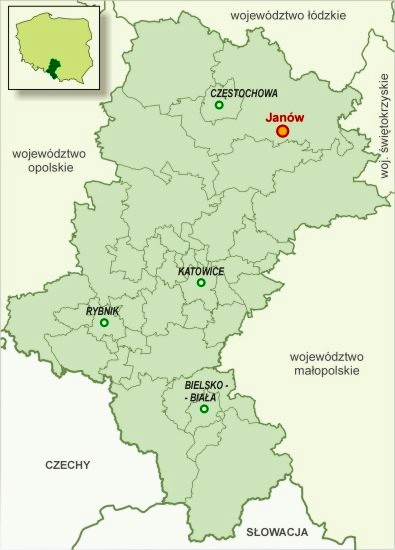 województwo łódzkie
CZĘSTOCHOWA
Janów
woj. świętokrzyskie
województwo
opolskie
KATOWICE
RYBNIK
województwo
małopolskie
BIELSKO -
- BIAŁA
CZECHY
SŁOWACJA